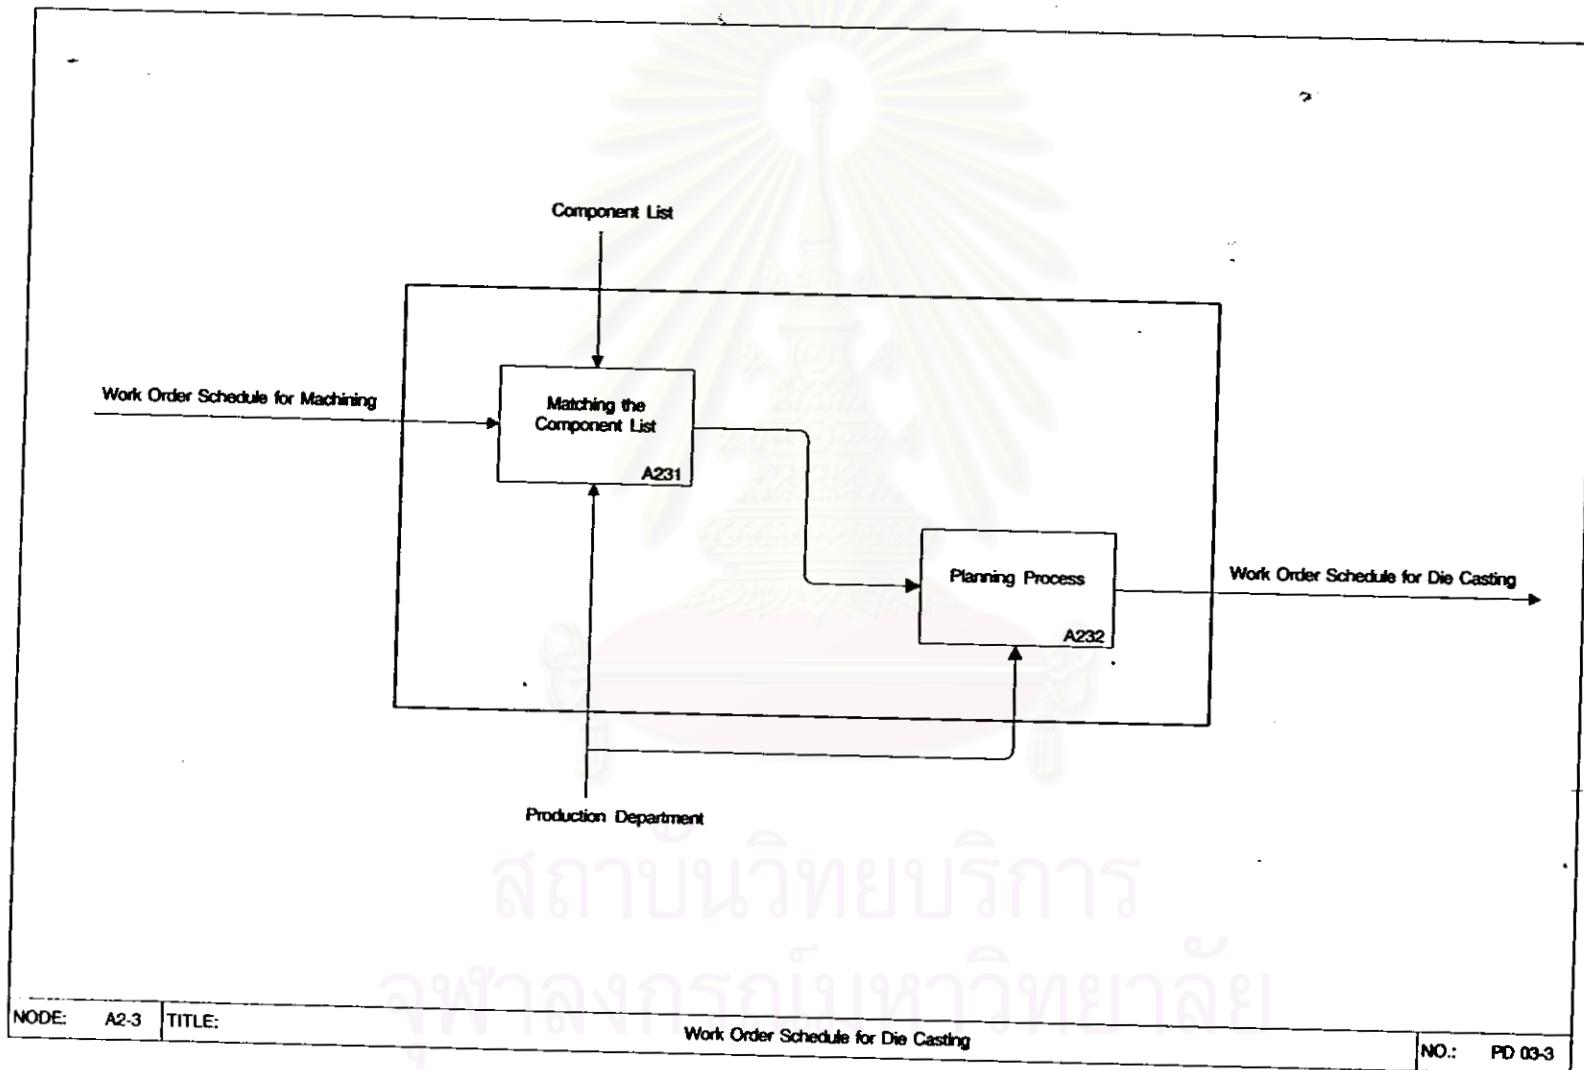 Component List
Work Order Schedule for Machining
Matching the
Component List
A231
Planning Process
A232
Work Order Schedule for Die Casting
Production Department
สถาบันวิทยบริการ
จุฬาลงกรณ์มหาวิทยาลัย
NODE: A2-3 TITLE: Work Order Schedule for Die Casting NO.: PD 03-3